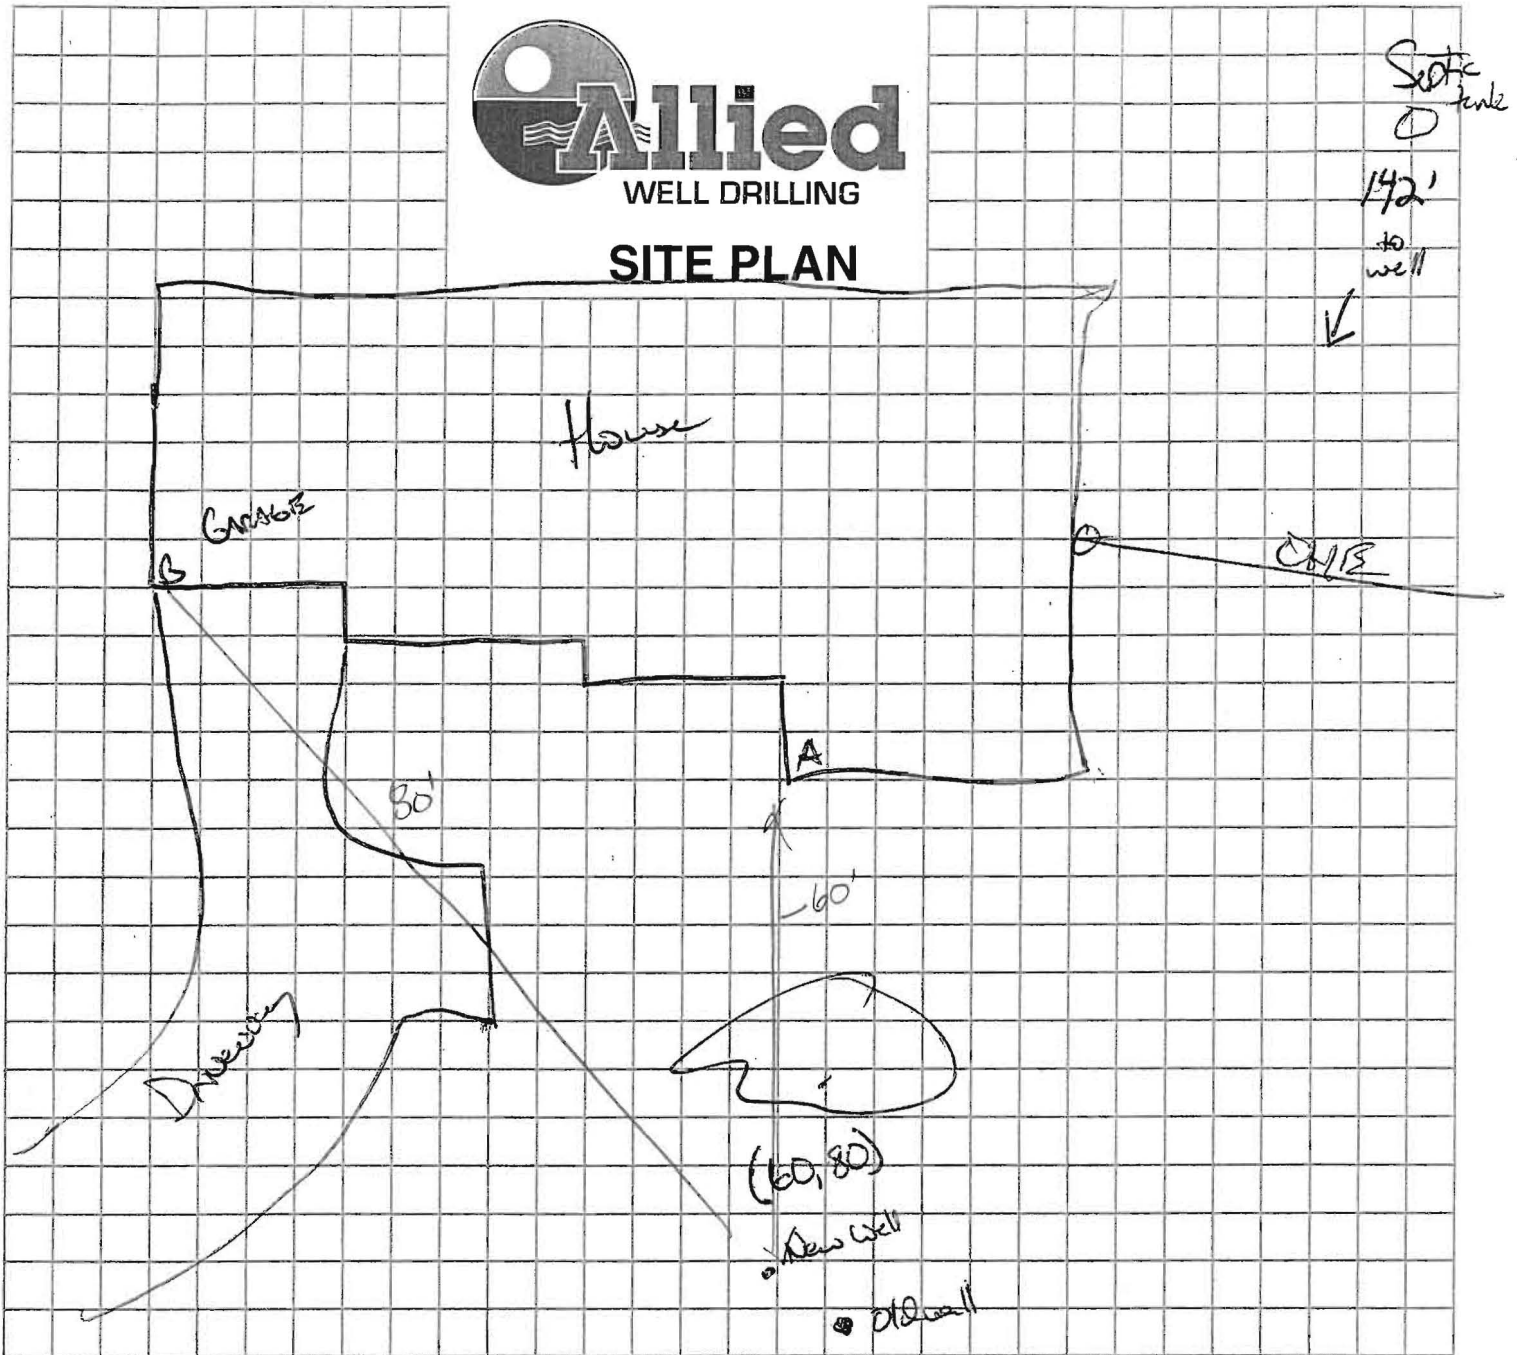 Allied
WELL DRILLING
SITE PLAN
Septic
tank
142'
to
well
House
GARAGE
B
OH/E
A
80'
60'
Driveway
(60,80)
New Well
Old well